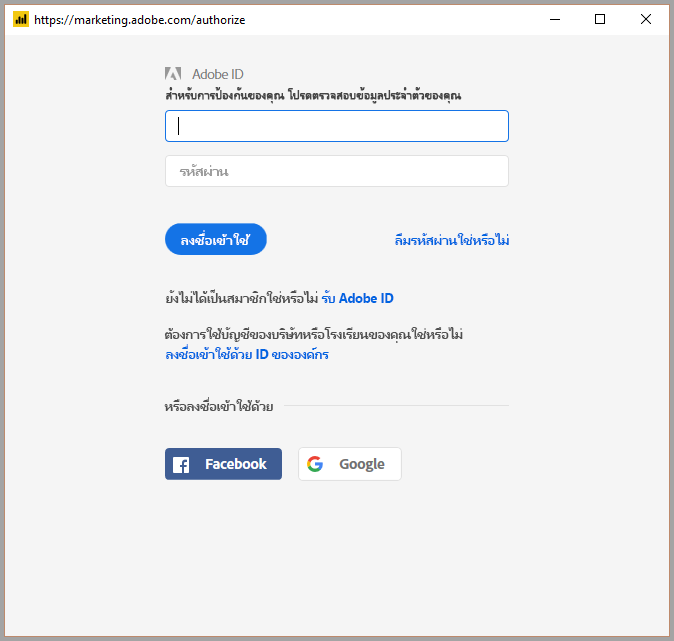 https://marketing.adobe.com/authorize
Adobe ID
สำหรับการป้องกันของคุณ โปรดตรวจสอบข้อมูลประจำตัวของคุณ
รหัสผ่าน
ลงชื่อเข้าใช้ ลืมรหัสผ่านใช่หรือไม่
ยังไม่ได้เป็นสมาชิกใช่หรือไม่ รับ Adobe ID
ต้องการใช้บัญชีของบริษัทหรือโรงเรียนของคุณใช่หรือไม่
ลงชื่อเข้าใช้ด้วย ID ขององค์กร
หรือลงชื่อเข้าใช้ด้วย
Facebook Google